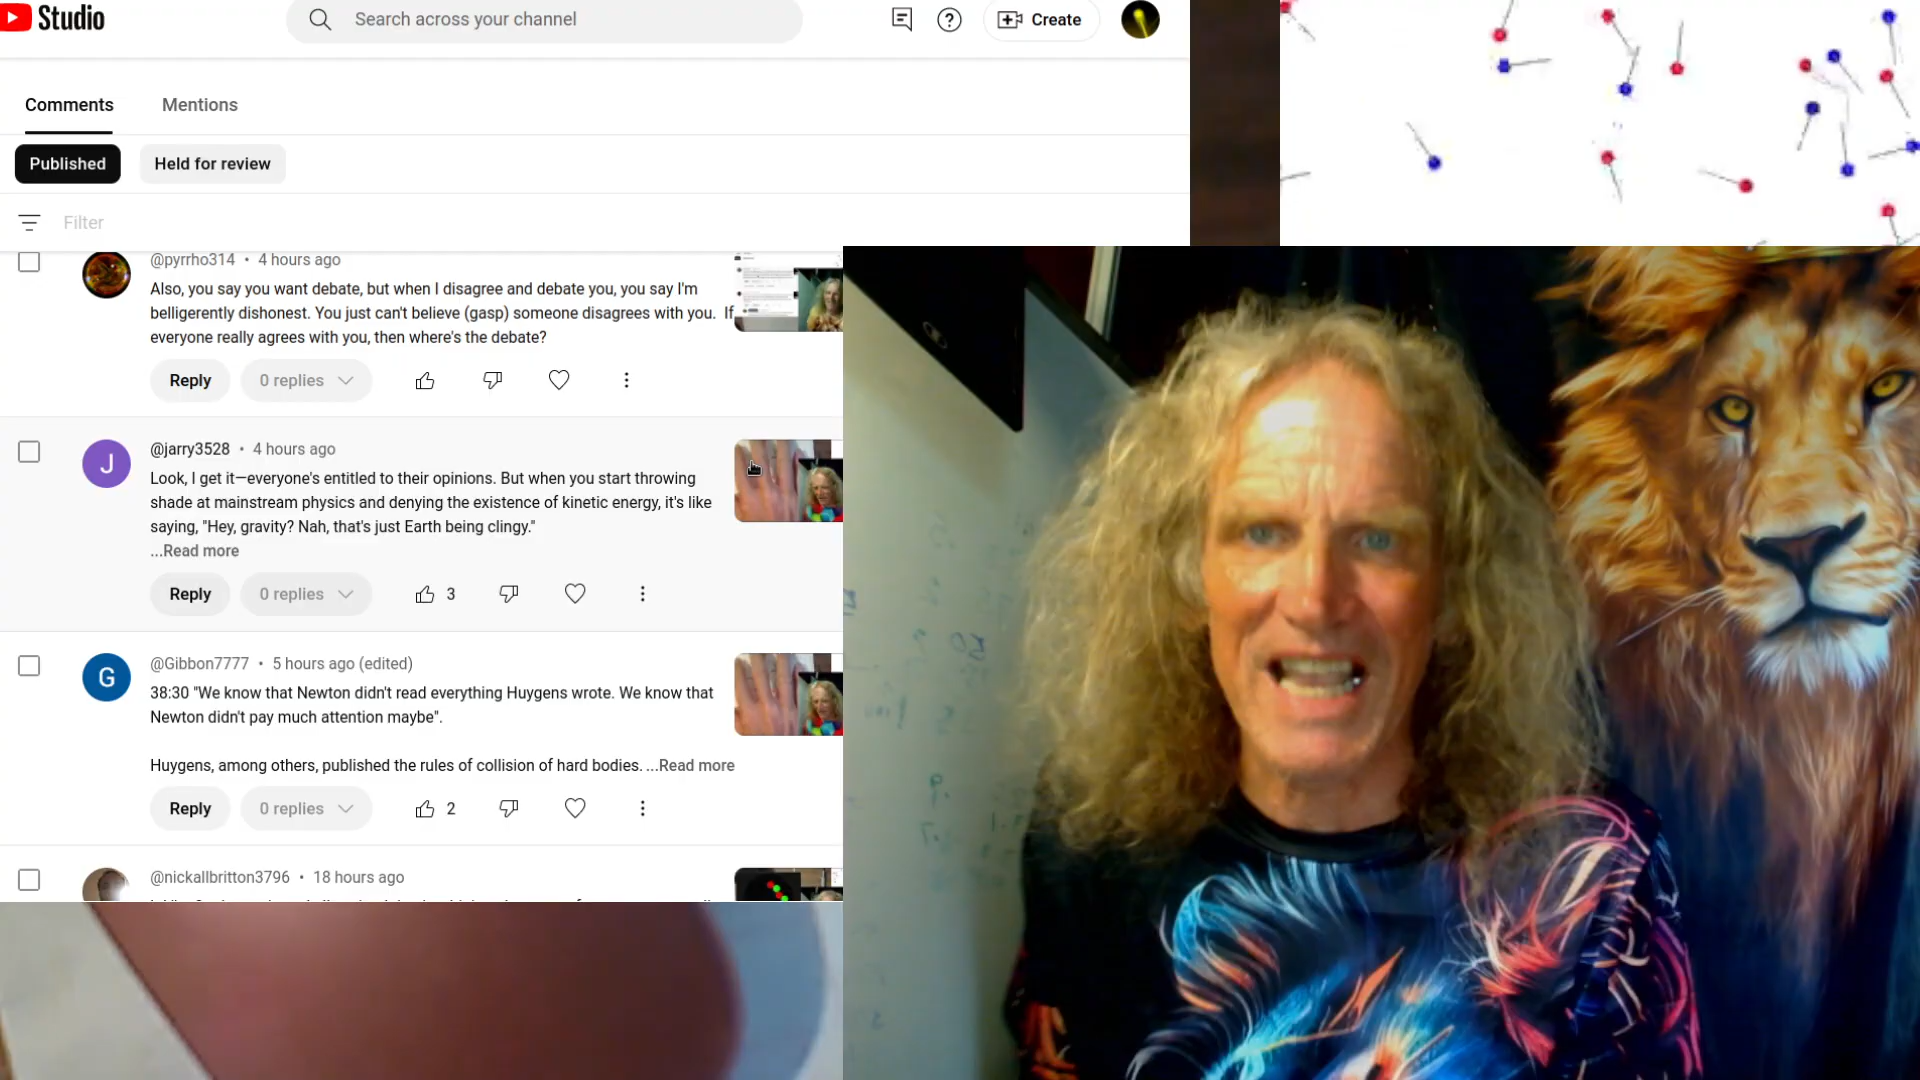 Studio
Search across your channel
Create
Comments
Mentions
Published
Held for review
Filter
@pyrrho314 • 4 hours ago
Also, you say you want debate, but when I disagree and debate you, you say I'm
belligerently dishonest. You just can't believe (gasp) someone disagrees with you. If
everyone really agrees with you, then where's the debate?
Reply
0 replies
J
@jarry3528 • 4 hours ago
Look, I get it—everyone's entitled to their opinions. But when you start throwing
shade at mainstream physics and denying the existence of kinetic energy, it's like
saying, "Hey, gravity? Nah, that's just Earth being clingy."
...Read more
Reply
0 replies
3
G
@Gibbon7777 • 5 hours ago (edited)
38:30 "We know that Newton didn't read everything Huygens wrote. We know that
Newton didn't pay much attention maybe".
Huygens, among others, published the rules of collision of hard bodies. ...Read more
Reply
0 replies
2
@nickallbritton3796 • 18 hours ago